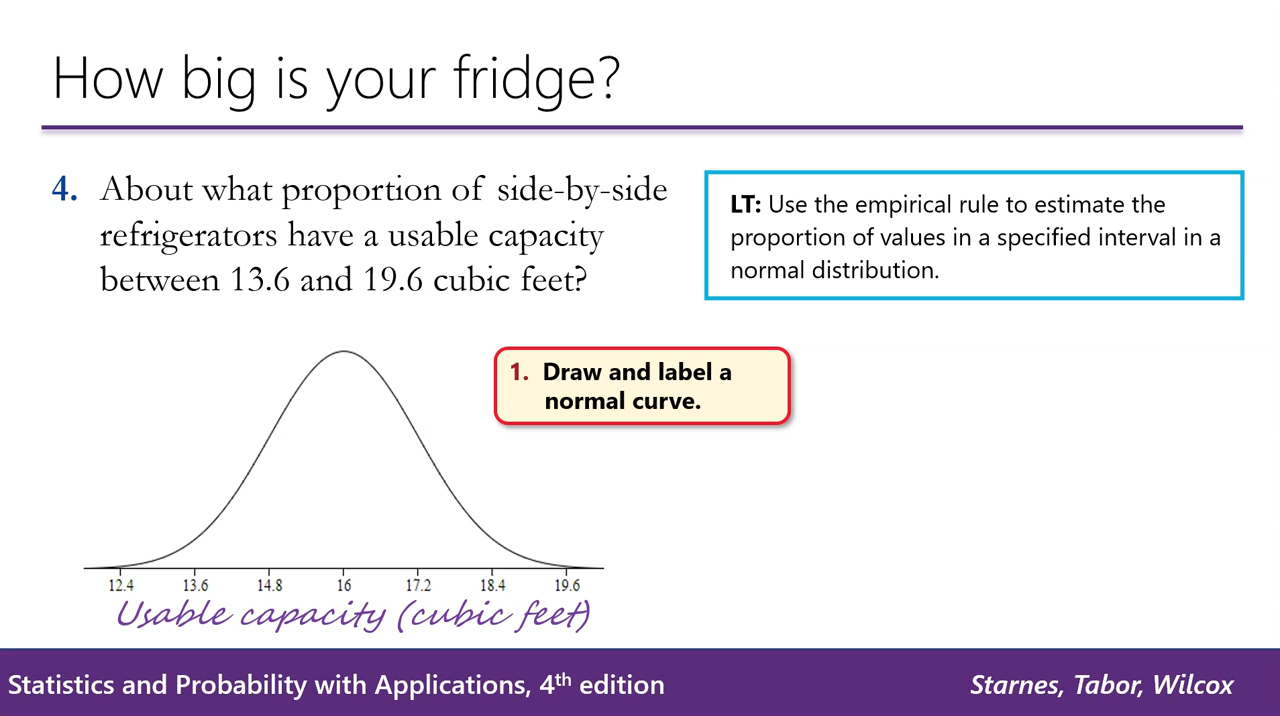 How big is your fridge?
4. About what proportion of side-by-side
refrigerators have a usable capacity
between 13.6 and 19.6 cubic feet?
LT: Use the empirical rule to estimate the
proportion of values in a specified interval in a
normal distribution.
1. Draw and label a
normal curve.
12.4 13.6 14.8 16 17.2 18.4 19.6
Usable capacity (cubic feet)
Statistics and Probability with Applications, 4th edition
Starnes, Tabor, Wilcox